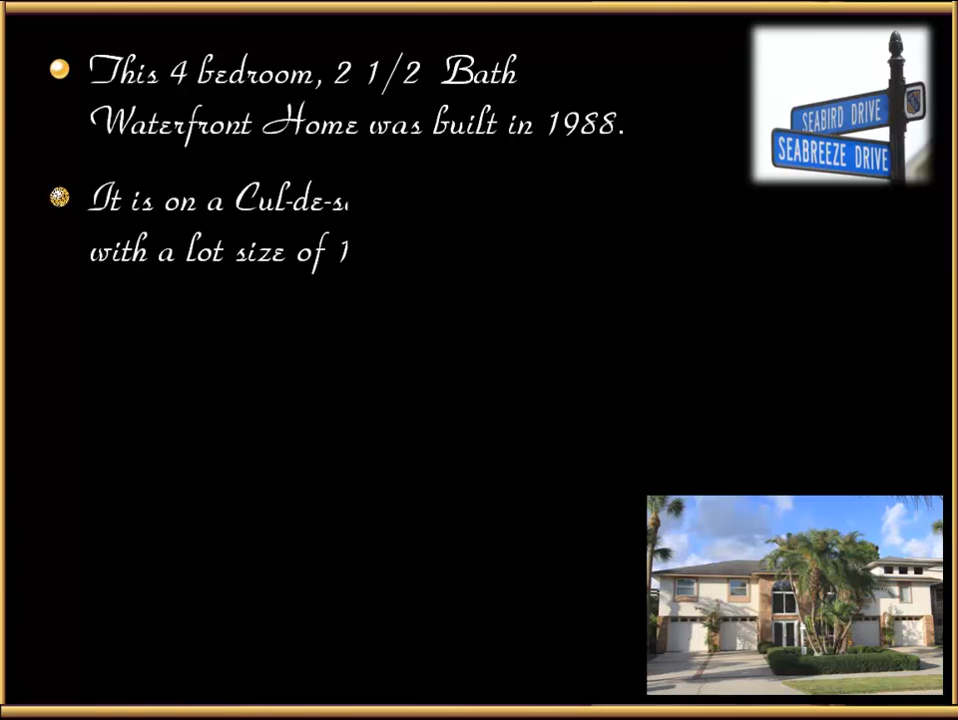 This 4 bedroom, 2 1/2 Bath
Waterfront Home was built in 1988.
It is on a Cul-de-s
with a lot size of 1
SEABIRD DRIVE
SEABREEZE DRIVE